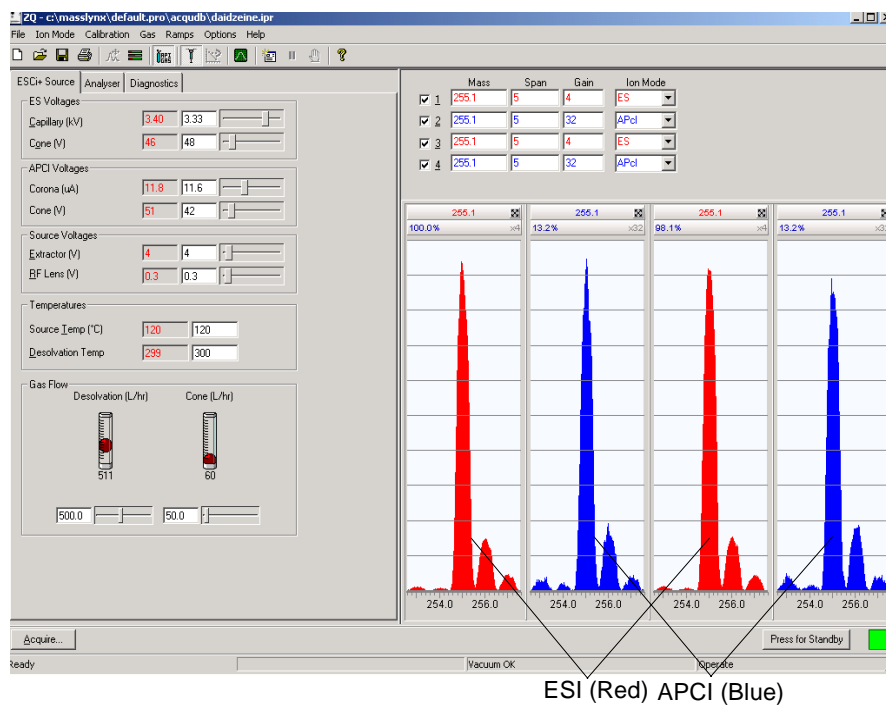 ZQ - c:\masslynx\default.pro\acqudb\daidzeine.ipr
File Ion Mode Calibration Gas Ramps Options Help
ESCi+ Source Analyser Diagnostics
ES Voltages
Capillary (kV) 3.40 3.33
Cone (V) 46 48
APCI Voltages
Corona (uA) 11.8 11.6
Cone (V) 51 42
Source Voltages
Extractor (V) 4 4
RF Lens (V) 0.3 0.3
Temperatures
Source Temp (°C) 120 120
Desolvation Temp 299 300
Gas Flow
Desolvation (L/hr) Cone (L/hr)
511 60
500.0 50.0
Mass Span Gain Ion Mode
1 255.1 5 4 ES
2 255.1 5 32 APcI
3 255.1 5 4 ES
4 255.1 5 32 APcI
255.1 255.1 255.1 255.1
100.0% x4 13.2% x32 98.1% x4 13.2%
254.0 256.0 254.0 256.0 254.0 256.0 254.0 256.0
Acquire... Press for Standby
Vacuum OK Operate
ESI (Red) APCI (Blue)